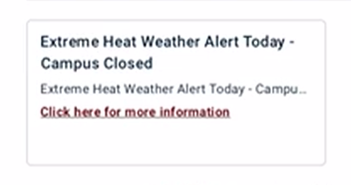 Extreme Heat Weather Alert Today -
Campus Closed
Extreme Heat Weather Alert Today - Campu...
Click here for more information